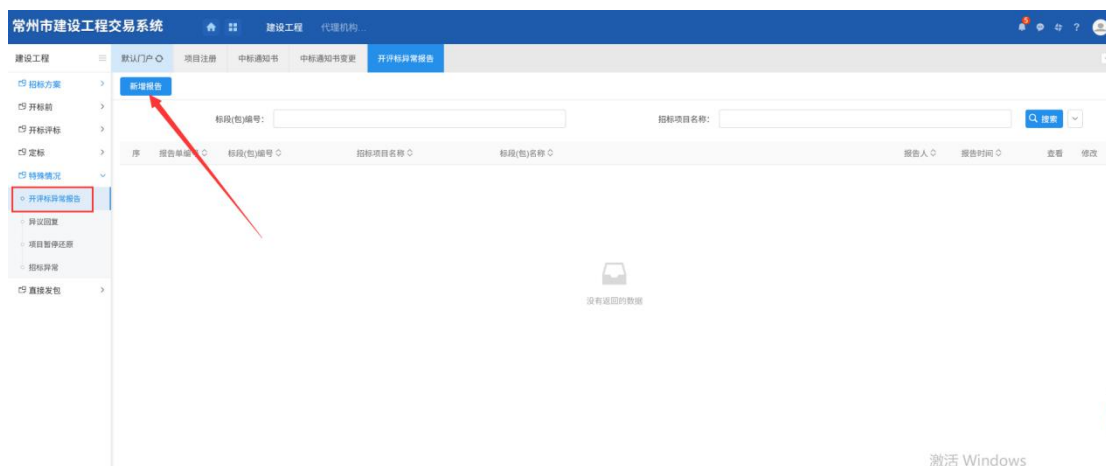 常州市建设工程交易系统 建设工程 代理机构...
5
建设工程 默认门户 项目注册 中标通知书 中标通知书变更 开评标异常报告
招标方案 新增报告
开标前 标段(包)编号： 招标项目名称： 搜索
开标评标
定标 序 报告单编号 标段(包)编号 招标项目名称 标段(包)名称 报告人 报告时间 查看 修改
特殊情况
开评标异常报告
异议回复
项目暂停还原
招标异常
直接发包
没有返回的数据
激活 Windows